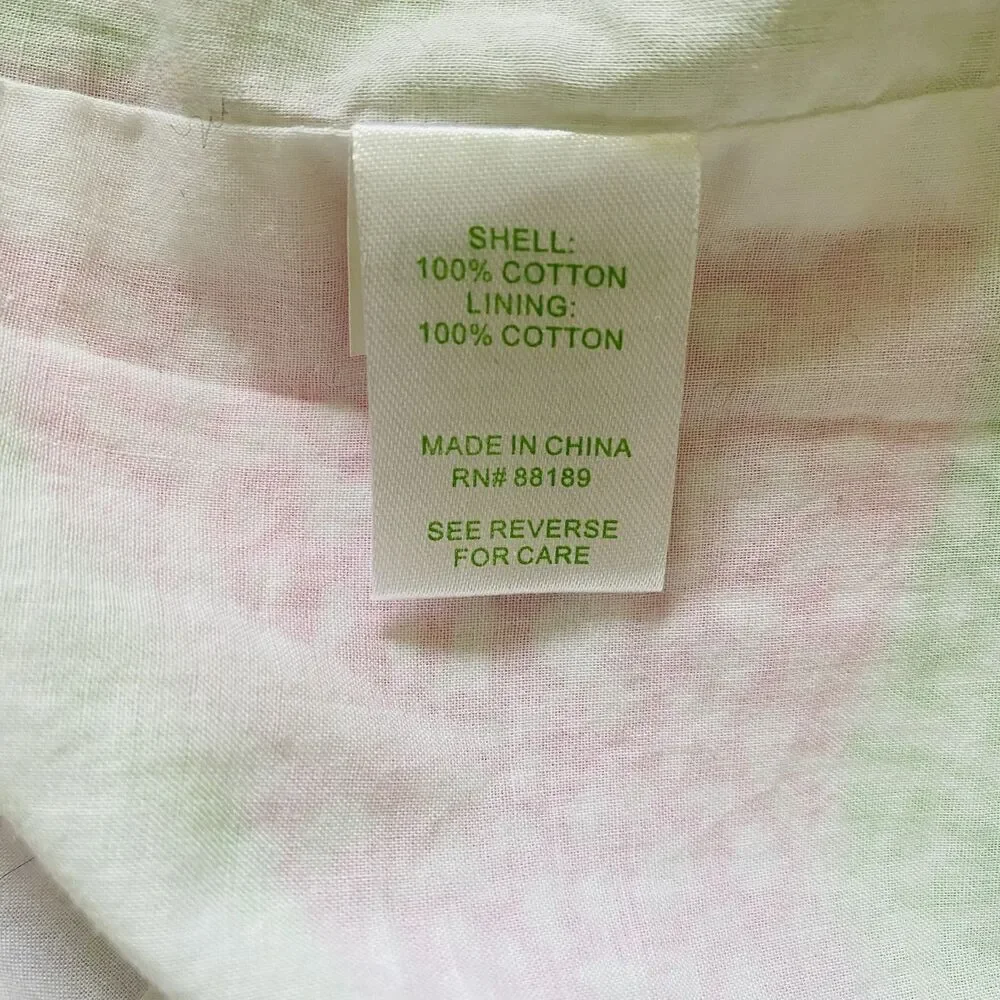 SHELL:
100% COTTON
LINING:
100% COTTON
MADE IN CHINA
RN# 88189
SEE REVERSE
FOR CARE